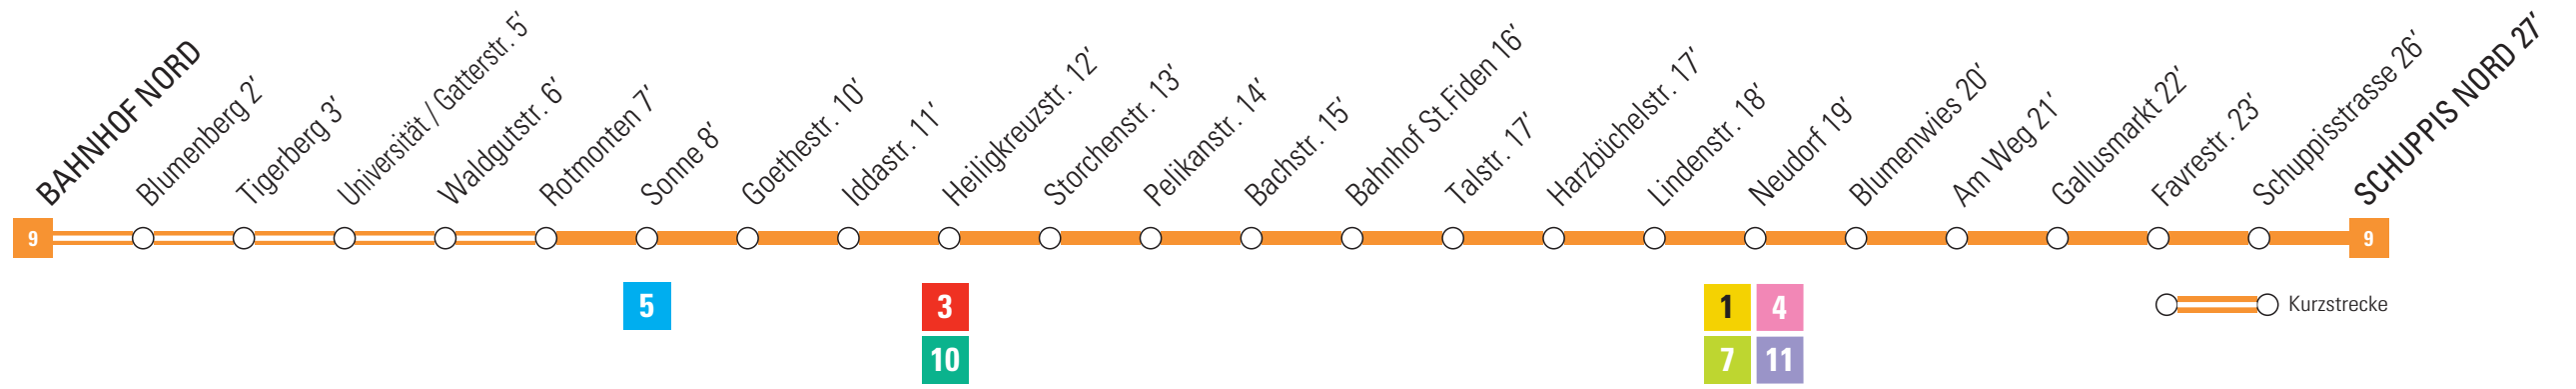 BAHNHOF NORD
Blumenberg 2′
Tigerberg 3′
Universität / Gatterstr. 5′
Waldgutstr. 6′
Rotmonten 7′
Sonne 8′
Goethestr. 10′
Iddastr. 11′
Heiligkreuzstr. 12′
Storchenstr. 13′
Pelikanstr. 14′
Bachstr. 15′
Bahnhof St.Fiden 16′
Talstr. 17′
Harzbüchelstr. 17′
Lindenstr. 18′
Neudorf 19′
Blumenwies 20′
Am Weg 21′
Gallusmarkt 22′
Favrestr. 23′
Schuppisstrasse 26′
SCHUPPIS NORD 27′
9
9
5
3
10
1 4
7 11
Kurzstrecke